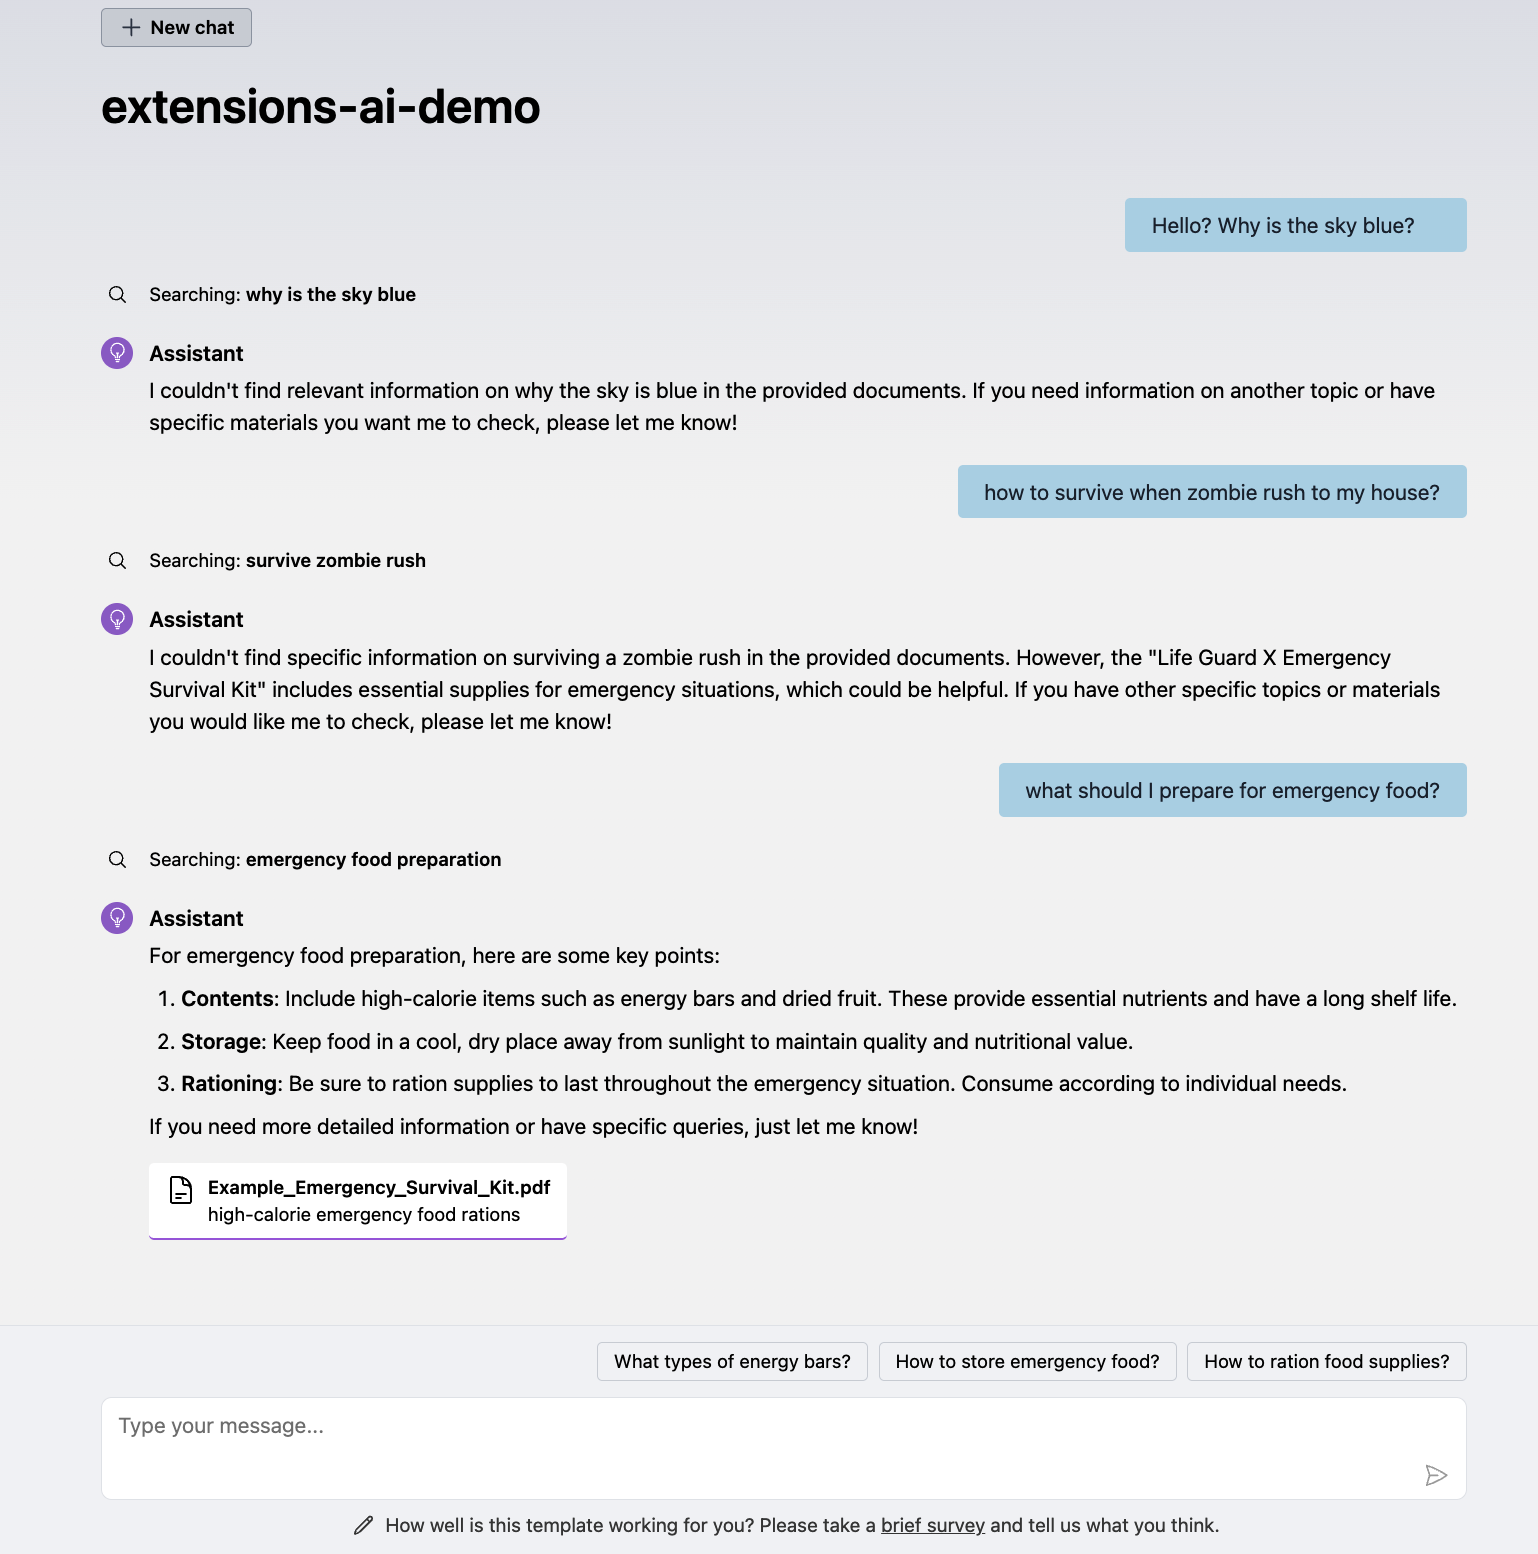 New chat
extensions-ai-demo
Hello? Why is the sky blue?
Searching: why is the sky blue
Assistant
I couldn't find relevant information on why the sky is blue in the provided documents. If you need information on another topic or have
specific materials you want me to check, please let me know!
how to survive when zombie rush to my house?
Searching: survive zombie rush
Assistant
I couldn't find specific information on surviving a zombie rush in the provided documents. However, the "Life Guard X Emergency
Survival Kit" includes essential supplies for emergency situations, which could be helpful. If you have other specific topics or materials
you would like me to check, please let me know!
what should I prepare for emergency food?
Searching: emergency food preparation
Assistant
For emergency food preparation, here are some key points:
1. Contents: Include high-calorie items such as energy bars and dried fruit. These provide essential nutrients and have a long shelf life.
2. Storage: Keep food in a cool, dry place away from sunlight to maintain quality and nutritional value.
3. Rationing: Be sure to ration supplies to last throughout the emergency situation. Consume according to individual needs.
If you need more detailed information or have specific queries, just let me know!
Example_Emergency_Survival_Kit.pdf
high-calorie emergency food rations
What types of energy bars? How to store emergency food? How to ration food supplies?
Type your message...
How well is this template working for you? Please take a brief survey and tell us what you think.